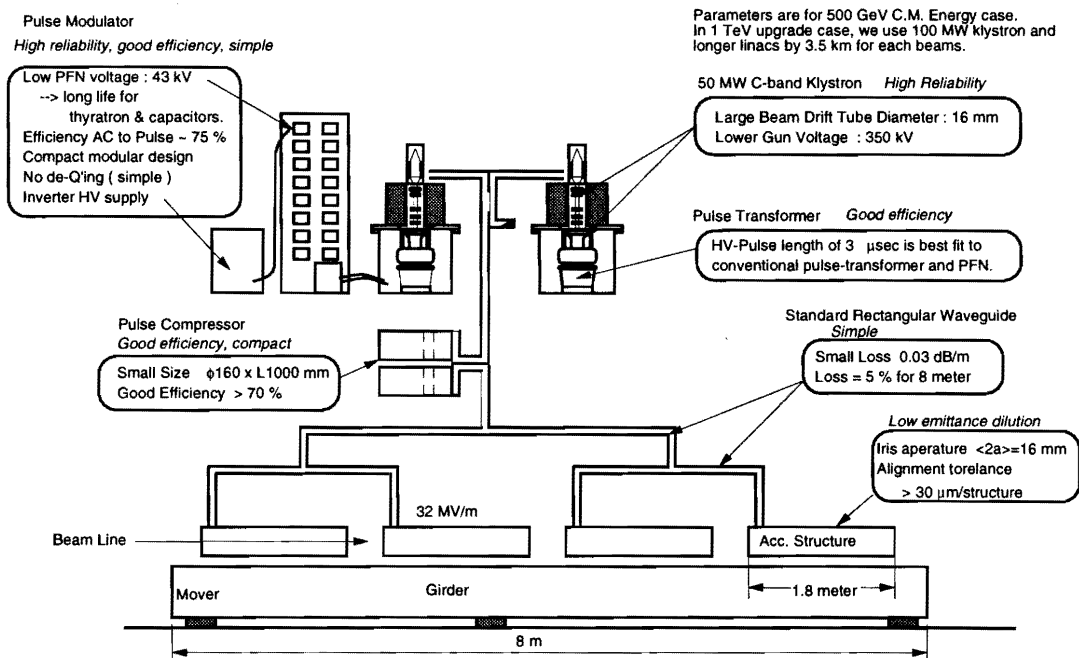 Pulse Modulator
High reliability, good efficiency, simple
Low PFN voltage : 43 kV
--> long life for
thyratron & capacitors.
Efficiency AC to Pulse ~ 75 %
Compact modular design
No de-Q'ing ( simple )
Inverter HV supply
Parameters are for 500 GeV C.M. Energy case.
In 1 TeV upgrade case, we use 100 MW klystron and
longer linacs by 3.5 km for each beams.
50 MW C-band Klystron High Reliability
Large Beam Drift Tube Diameter : 16 mm
Lower Gun Voltage : 350 kV
Pulse Transformer Good efficiency
HV-Pulse length of 3 μsec is best fit to
conventional pulse-transformer and PFN.
Pulse Compressor
Good efficiency, compact
Small Size φ160 x L1000 mm
Good Efficiency > 70 %
Standard Rectangular Waveguide
Simple
Small Loss 0.03 dB/m
Loss = 5 % for 8 meter
Low emittance dilution
Iris aperature <2a>=16 mm
Alignment torelance
> 30 μm/structure
32 MV/m
Beam Line
Acc. Structure
1.8 meter
Mover
Girder
8 m